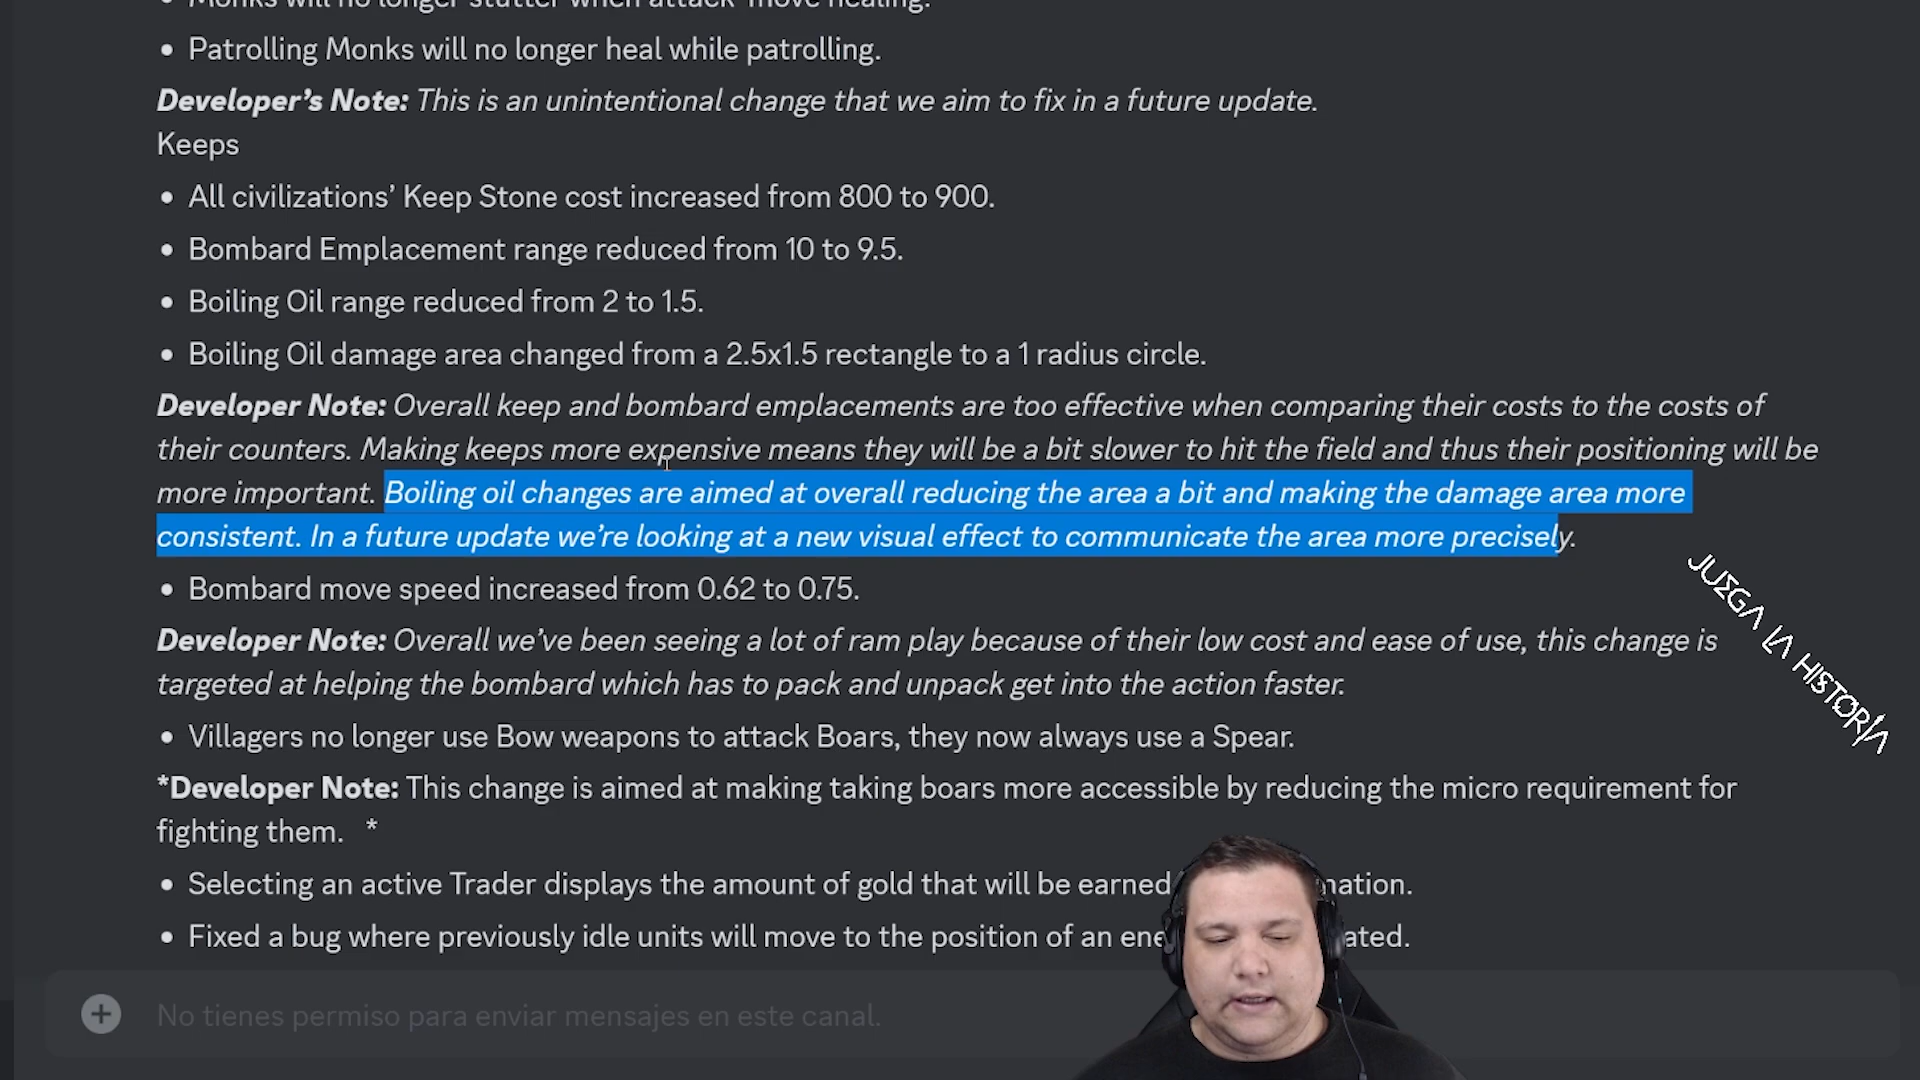 Monks will no longer stutter when attack-move healing.
• Patrolling Monks will no longer heal while patrolling.
Developer’s Note: This is an unintentional change that we aim to fix in a future update.
Keeps
• All civilizations’ Keep Stone cost increased from 800 to 900.
• Bombard Emplacement range reduced from 10 to 9.5.
• Boiling Oil range reduced from 2 to 1.5.
• Boiling Oil damage area changed from a 2.5x1.5 rectangle to a 1 radius circle.
Developer Note: Overall keep and bombard emplacements are too effective when comparing their costs to the costs of
their counters. Making keeps more expensive means they will be a bit slower to hit the field and thus their positioning will be
more important. Boiling oil changes are aimed at overall reducing the area a bit and making the damage area more
consistent. In a future update we’re looking at a new visual effect to communicate the area more precisely.
• Bombard move speed increased from 0.62 to 0.75.
Developer Note: Overall we’ve been seeing a lot of ram play because of their low cost and ease of use, this change is
targeted at helping the bombard which has to pack and unpack get into the action faster.
• Villagers no longer use Bow weapons to attack Boars, they now always use a Spear.
*Developer Note: This change is aimed at making taking boars more accessible by reducing the micro requirement for
fighting them. *
• Selecting an active Trader displays the amount of gold that will be earned
• Fixed a bug where previously idle units will move to the position of an
No tienes permiso para enviar mensajes en este canal.
JUEGA LA HISTORIA